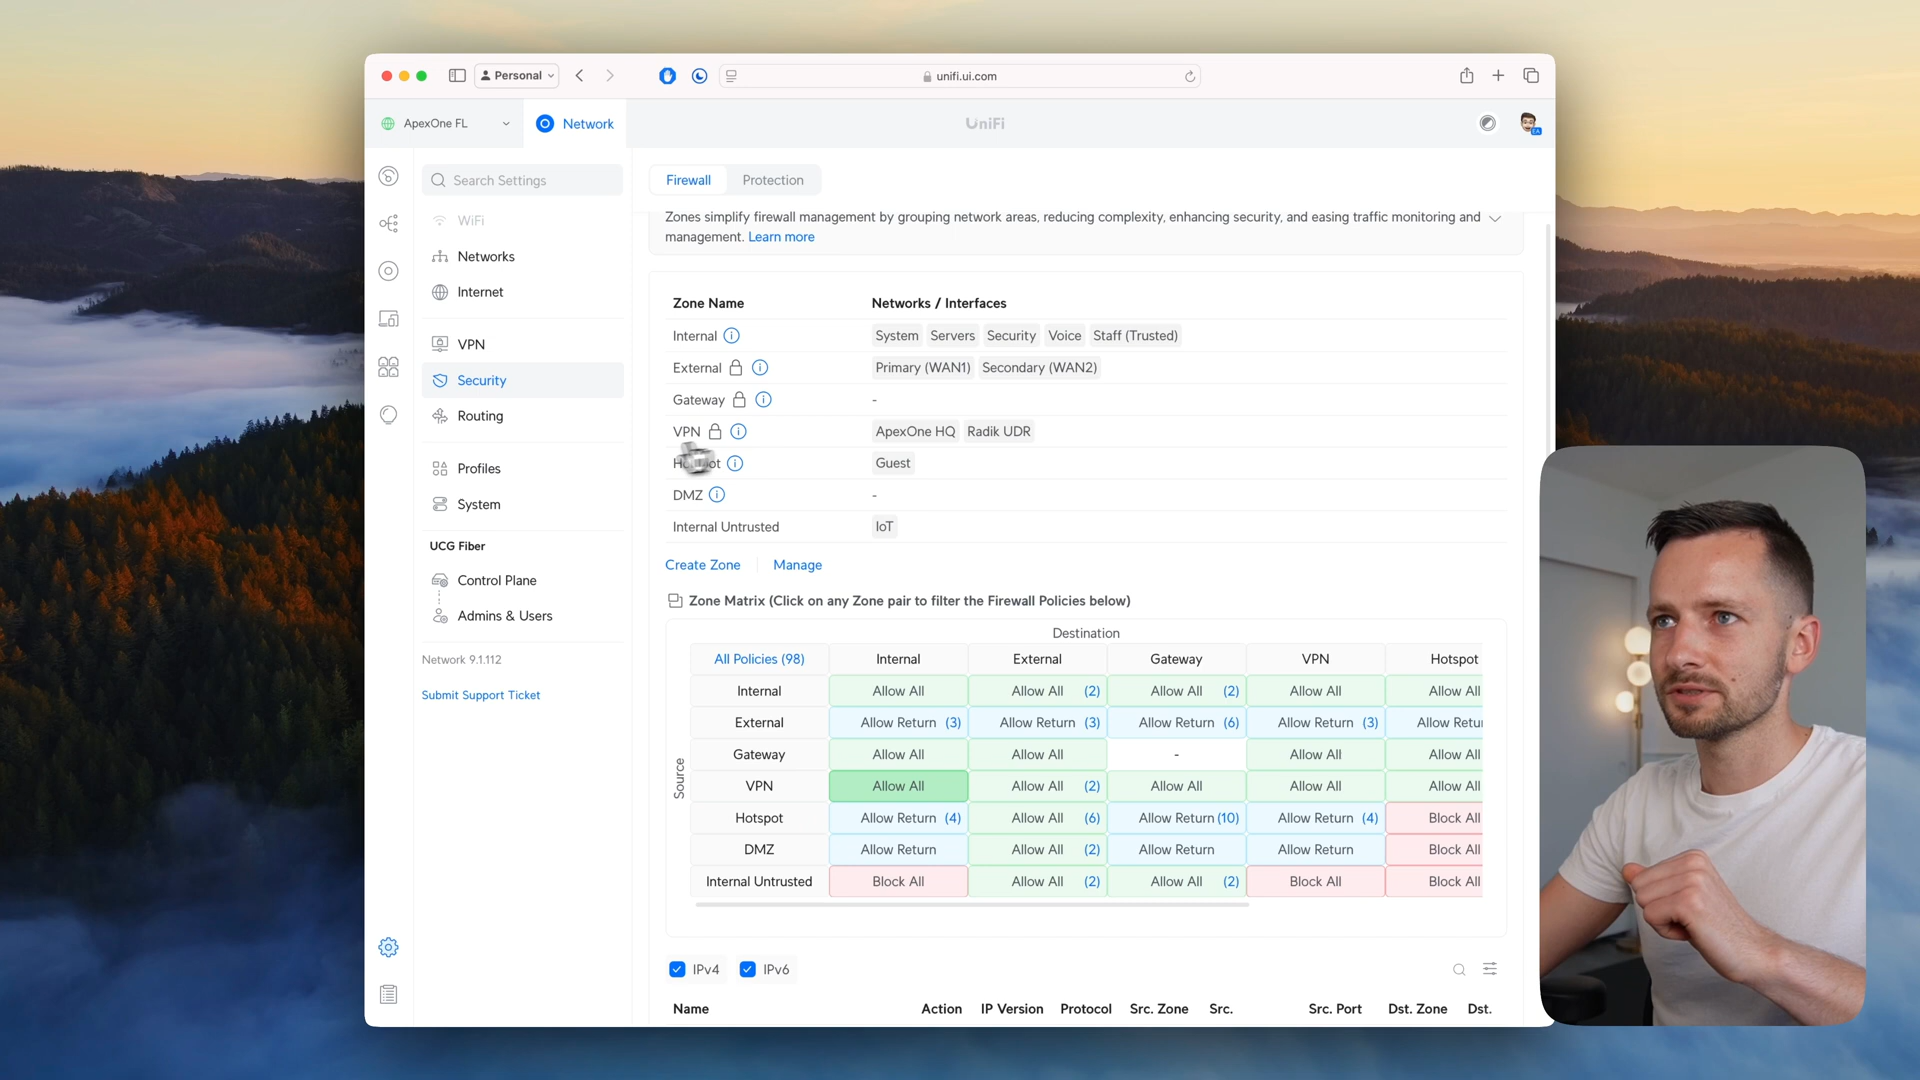 Personal
unifi.ui.com
ApexOne FL
Network
UniFi
EA
Search Settings
WiFi
Networks
Internet
VPN
Security
Routing
Profiles
System
UCG Fiber
Control Plane
Admins & Users
Network 9.1.112
Submit Support Ticket
Firewall
Protection
Zones simplify firewall management by grouping network areas, reducing complexity, enhancing security, and easing traffic monitoring and
management. Learn more
Zone Name Networks / Interfaces
Internal System Servers Security Voice Staff (Trusted)
External Primary (WAN1) Secondary (WAN2)
Gateway -
VPN ApexOne HQ Radik UDR
Hotspot Guest
DMZ -
Internal Untrusted IoT
Create Zone Manage
Zone Matrix (Click on any Zone pair to filter the Firewall Policies below)
Destination
All Policies (98) Internal External Gateway VPN Hotspot
Source
Internal Allow All Allow All (2) Allow All (2) Allow All Allow All
External Allow Return (3) Allow Return (3) Allow Return (6) Allow Return (3) Allow Retu
Gateway Allow All Allow All - Allow All Allow All
VPN Allow All Allow All (2) Allow All Allow All Allow All
Hotspot Allow Return (4) Allow All (6) Allow Return (10) Allow Return (4) Block All
DMZ Allow Return Allow All (2) Allow Return Allow Return Block All
Internal Untrusted Block All Allow All (2) Allow All (2) Block All Block All
IPv4 IPv6
Name Action IP Version Protocol Src. Zone Src. Src. Port Dst. Zone Dst.